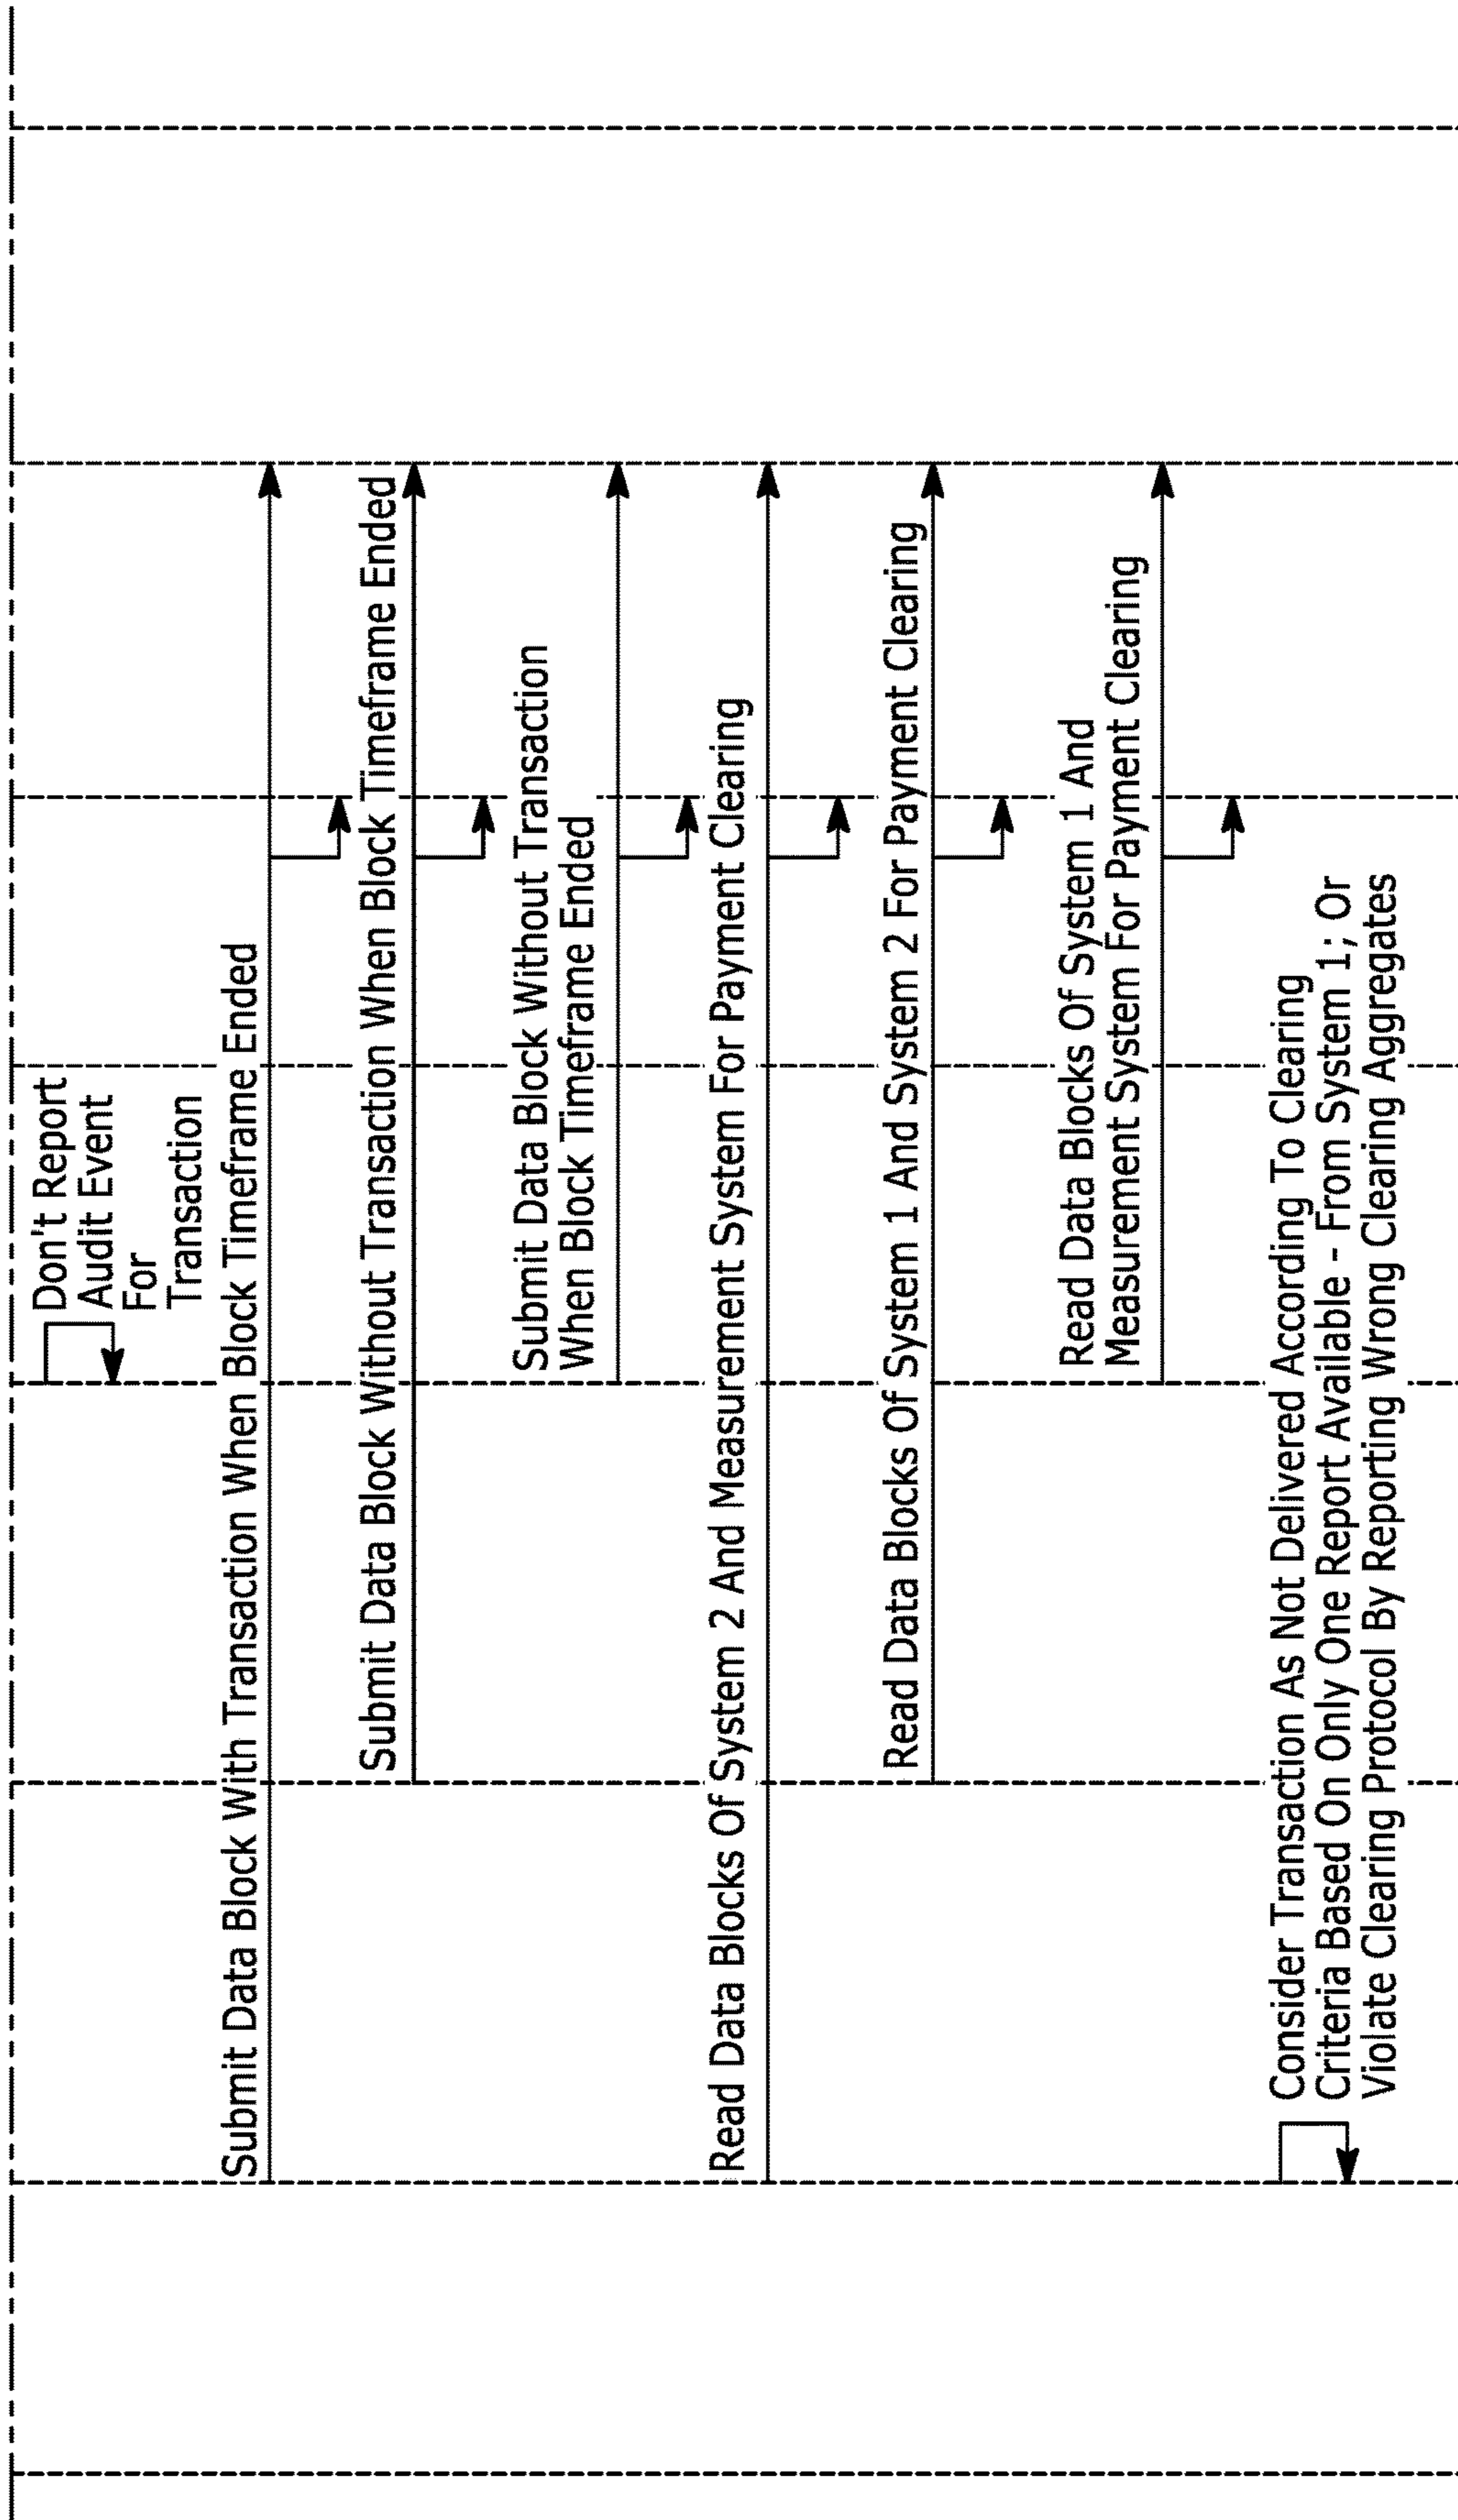 Don't Report
Audit Event
For
Transaction
Submit Data Block With Transaction When Block Timeframe Ended
Submit Data Block Without Transaction When Block Timeframe Ended
Submit Data Block Without Transaction
When Block Timeframe Ended
Read Data Blocks Of System 2 And Measurement System For Payment Clearing
Read Data Blocks Of System 1 And System 2 For Payment Clearing
Read Data Blocks Of System 1 And
Measurement System For Payment Clearing
Consider Transaction As Not Delivered According To Clearing
Criteria Based On Only One Report Available - From System 1; Or
Violate Clearing Protocol By Reporting Wrong Clearing Aggregates